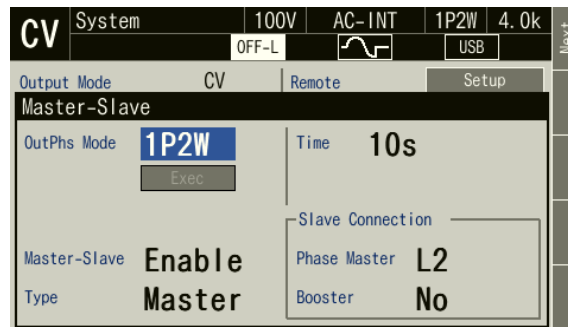 CV System 100V AC-INT 1P2W 4.0k
OFF-L USB
Next
Output Mode CV Remote Setup
Master-Slave
OutPhs Mode 1P2W Time 10s
Exec
Slave Connection
Master-Slave Enable Phase Master L2
Type Master Booster No